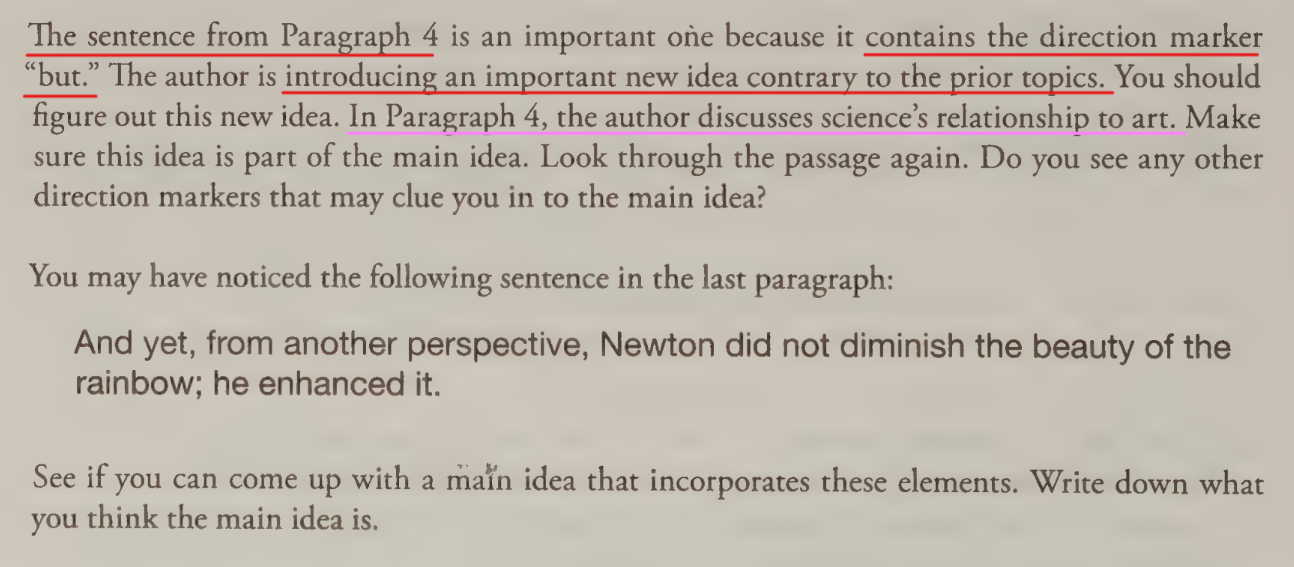 The sentence from Paragraph 4 is an important one because it contains the direction marker
“but.” The author is introducing an important new idea contrary to the prior topics. You should
figure out this new idea. In Paragraph 4, the author discusses science’s relationship to art. Make
sure this idea is part of the main idea. Look through the passage again. Do you see any other
direction markers that may clue you in to the main idea?
You may have noticed the following sentence in the last paragraph:
And yet, from another perspective, Newton did not diminish the beauty of the
rainbow; he enhanced it.
See if you can come up with a main idea that incorporates these elements. Write down what
you think the main idea is.